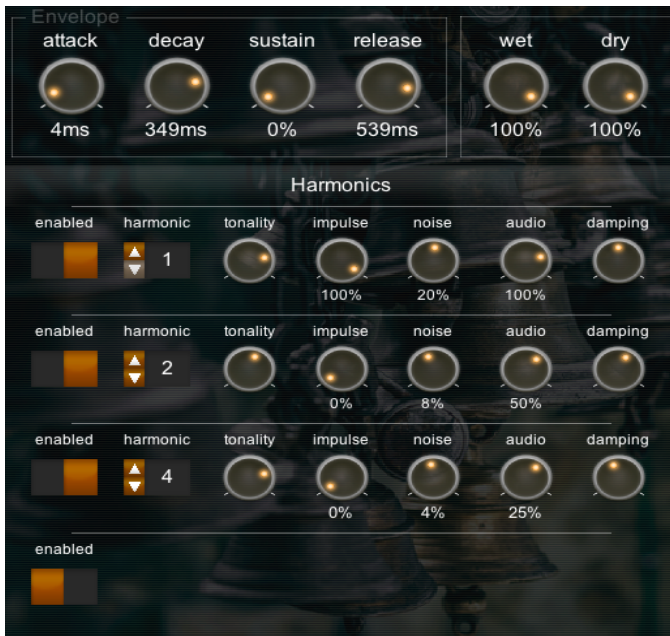 Envelope
attack decay sustain release wet dry
4ms 349ms 0% 539ms 100% 100%
Harmonics
enabled harmonic tonality impulse noise audio damping
1
100% 20% 100%
enabled harmonic tonality impulse noise audio damping
2
0% 8% 50%
enabled harmonic tonality impulse noise audio damping
4
0% 4% 25%
enabled